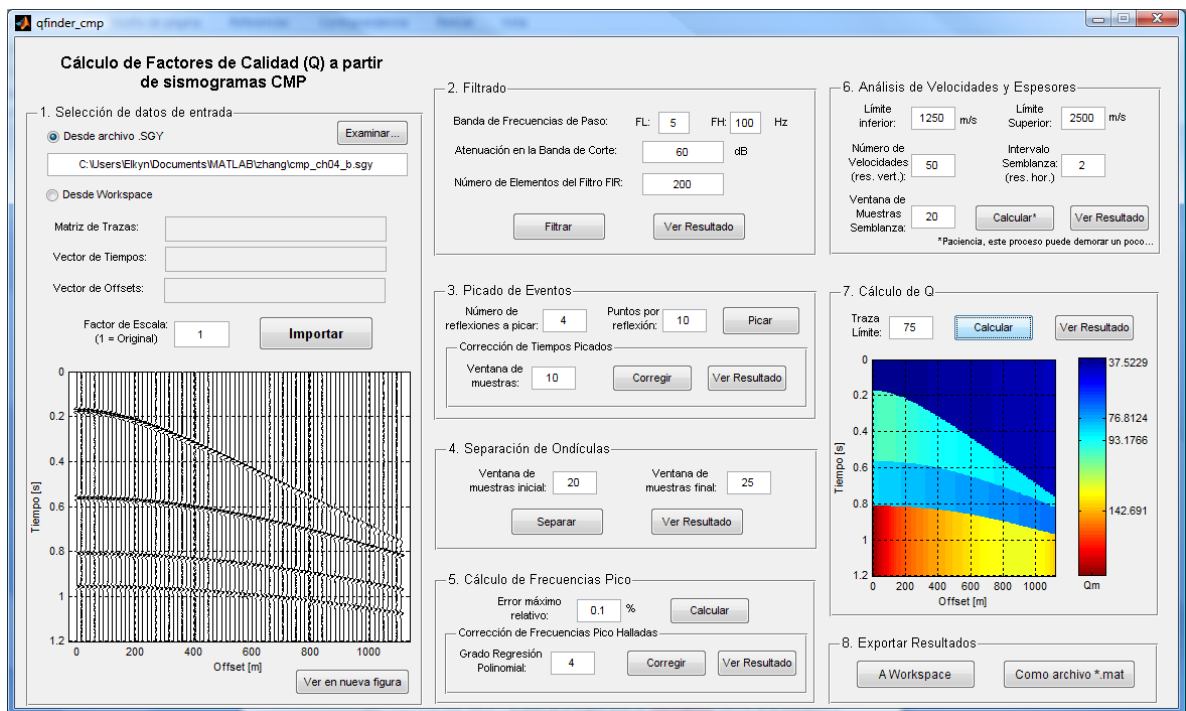 qfinder_cmp
Cálculo de Factores de Calidad (Q) a partir
de sismogramas CMP
1. Selección de datos de entrada
Desde archivo .SGY
Examinar...
C:\Users\Elkyn\Documents\MATLAB\zhang\cmp_ch04_b.sgy
Desde Workspace
Matriz de Trazas:
Vector de Tiempos:
Vector de Offsets:
Factor de Escala:
(1 = Original)
1
Importar
0
0.2
0.4
0.6
0.8
1
1.2
Tiempo [s]
0 200 400 600 800 1000
Offset [m]
Ver en nueva figura
2. Filtrado
Banda de Frecuencias de Paso: FL: 5 FH: 100 Hz
Atenuación en la Banda de Corte: 60 dB
Número de Elementos del Filtro FIR: 200
Filtrar Ver Resultado
3. Picado de Eventos
Número de
reflexiones a picar:
4
Puntos por
reflexión:
10
Picar
Corrección de Tiempos Picados
Ventana de
muestras:
10
Corregir
Ver Resultado
4. Separación de Ondículas
Ventana de
muestras inicial:
20
Ventana de
muestras final:
25
Separar
Ver Resultado
5. Cálculo de Frecuencias Pico
Error máximo
relativo:
0.1 %
Calcular
Corrección de Frecuencias Pico Halladas
Grado Regresión
Polinomial:
4
Corregir
Ver Resultado
6. Análisis de Velocidades y Espesores
Límite
inferior:
1250 m/s
Límite
Superior:
2500 m/s
Número de
Velocidades
(res. vert.):
50
Intervalo
Semblanza:
(res. hor.)
2
Ventana de
Muestras
Semblanza:
20
Calcular*
Ver Resultado
*Paciencia, este proceso puede demorar un poco...
7. Cálculo de Q
Traza
Límite:
75
Calcular
Ver Resultado
0
0.2
0.4
0.6
0.8
1
1.2
Tiempo [s]
0 200 400 600 800 1000
Offset [m]
37.5229
76.8124
93.1766
142.691
Qm
8. Exportar Resultados
A Workspace
Como archivo *.mat